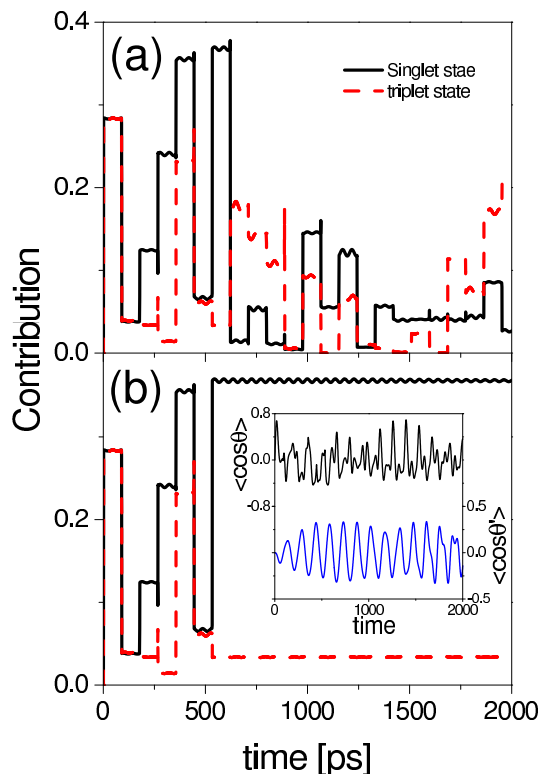 0.4
(a)
Singlet stae
triplet state
0.2
0.0
Contribution
(b)
0.8
0.0
-0.8
<cosθ>
0.5
0.0
-0.5
<cosθ'>
0 1000 2000
time
0.2
0.0
0 500 1000 1500 2000
time [ps]